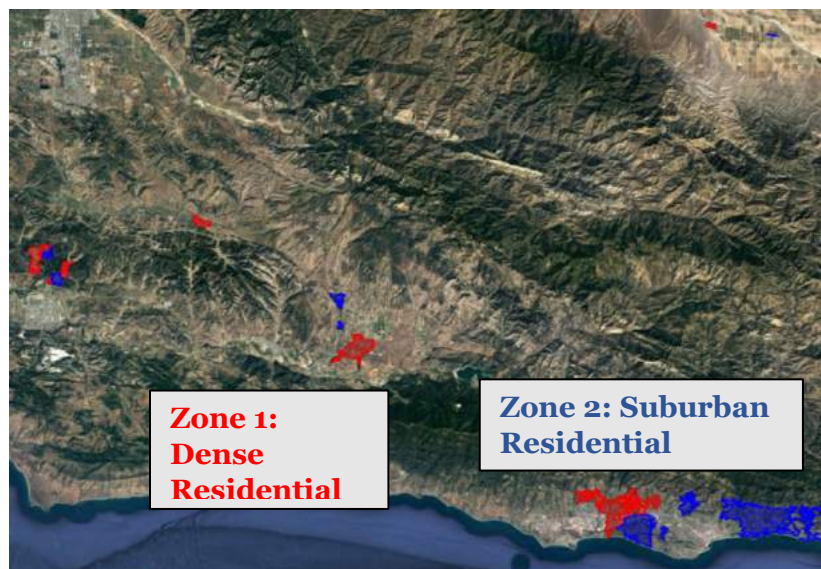 Zone 1:
Dense
Residential
Zone 2: Suburban
Residential